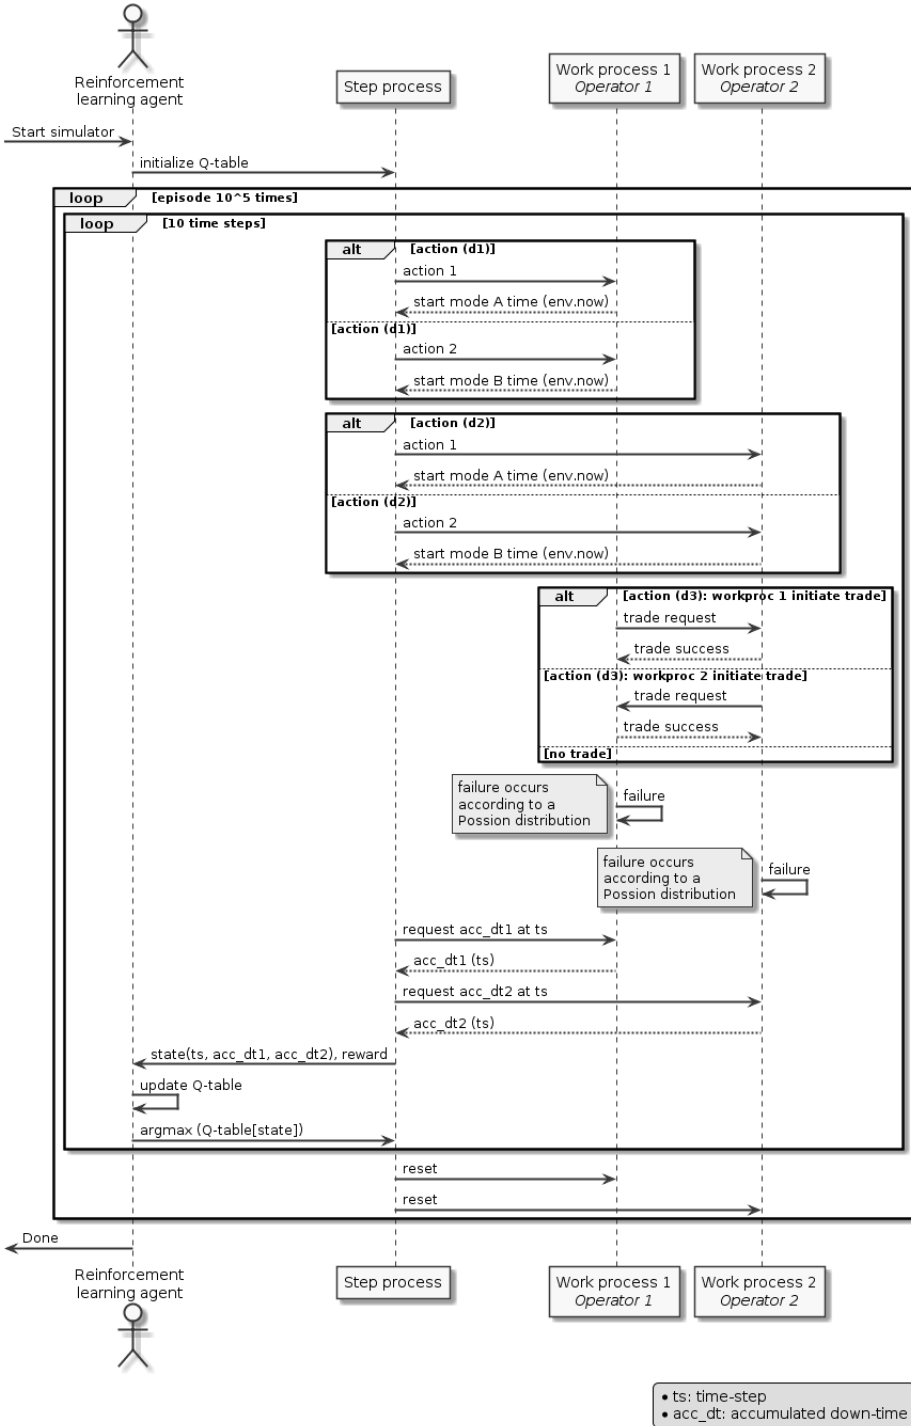 Reinforcement
learning agent
Step process
Work process 1
Operator 1
Work process 2
Operator 2
Start simulator
initialize Q-table
loop [episode 10^5 times]
loop [10 time steps]
alt [action (d1)]
action 1
start mode A time (env.now)
[action (d1)]
action 2
start mode B time (env.now)
alt [action (d2)]
action 1
start mode A time (env.now)
[action (d2)]
action 2
start mode B time (env.now)
alt [action (d3): workproc 1 initiate trade]
trade request
trade success
[action (d3): workproc 2 initiate trade]
trade request
trade success
[no trade]
failure occurs
according to a
Possion distribution
failure
failure occurs
according to a
Possion distribution
failure
request acc_dt1 at ts
acc_dt1 (ts)
request acc_dt2 at ts
acc_dt2 (ts)
state(ts, acc_dt1, acc_dt2), reward
update Q-table
argmax (Q-table[state])
reset
reset
Done
Reinforcement
learning agent
Step process
Work process 1
Operator 1
Work process 2
Operator 2
• ts: time-step
• acc_dt: accumulated down-time